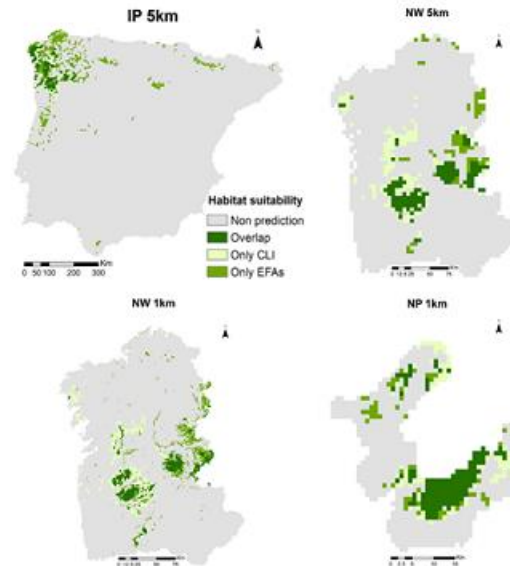 IP 5km
NW 5km
Habitat suitability
Non prediction
Overlap
Only CLI
Only EFAs
Km
0 50 100 200 300
NW 1km
NP 1km